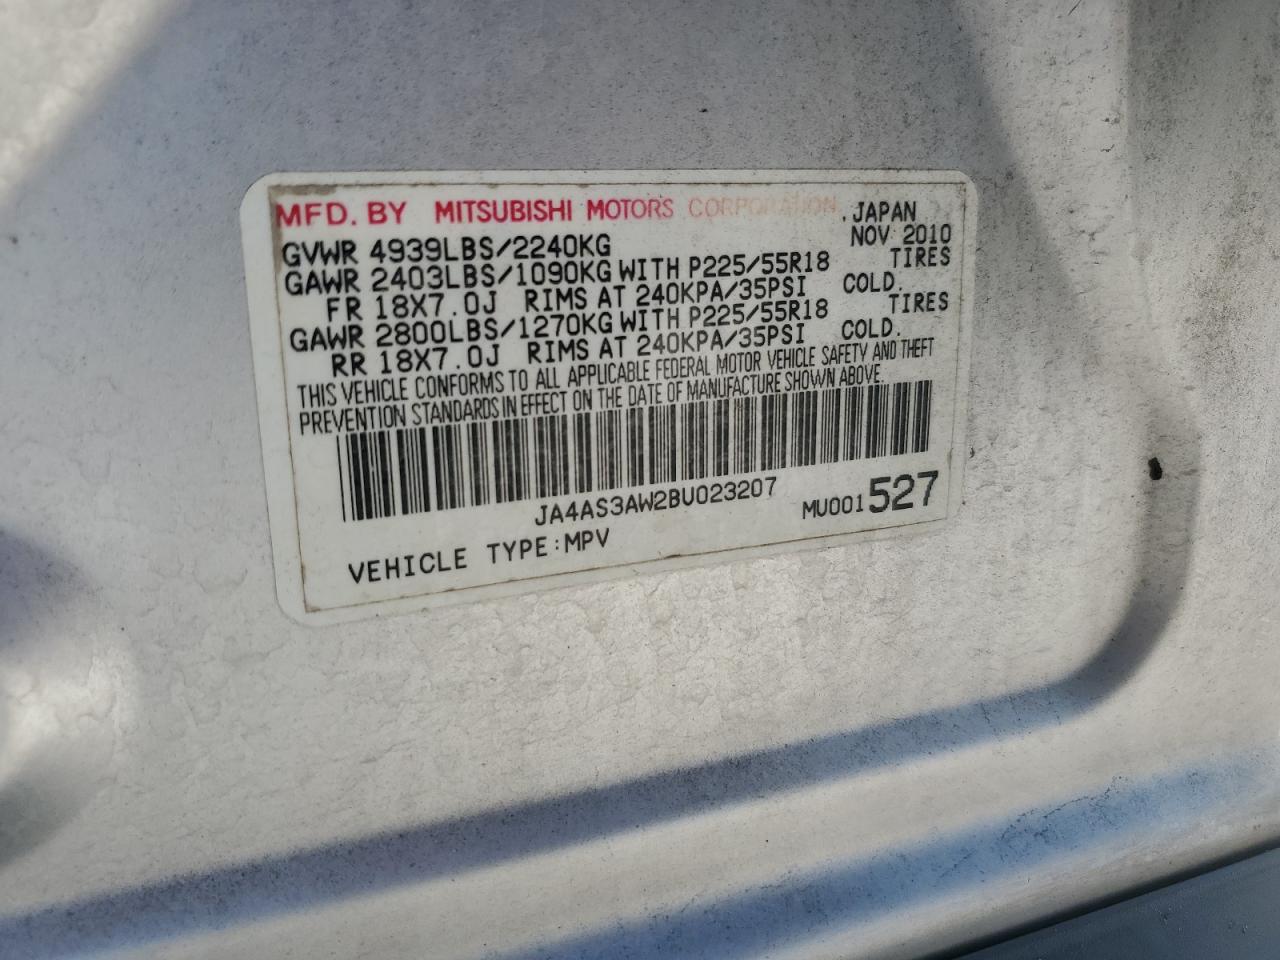 MFD. BY MITSUBISHI MOTORS CORPORATION, JAPAN
GVWR 4939LBS/2240KG NOV 2010
GAWR 2403LBS/1090KG WITH P225/55R18 TIRES
FR 18X7.0J RIMS AT 240KPA/35PSI COLD.
GAWR 2800LBS/1270KG WITH P225/55R18 TIRES
RR 18X7.0J RIMS AT 240KPA/35PSI COLD.
THIS VEHICLE CONFORMS TO ALL APPLICABLE FEDERAL MOTOR VEHICLE SAFETY AND THEFT
PREVENTION STANDARDS IN EFFECT ON THE DATE OF MANUFACTURE SHOWN ABOVE.
JA4AS3AW2BU023207 MU001527
VEHICLE TYPE:MPV